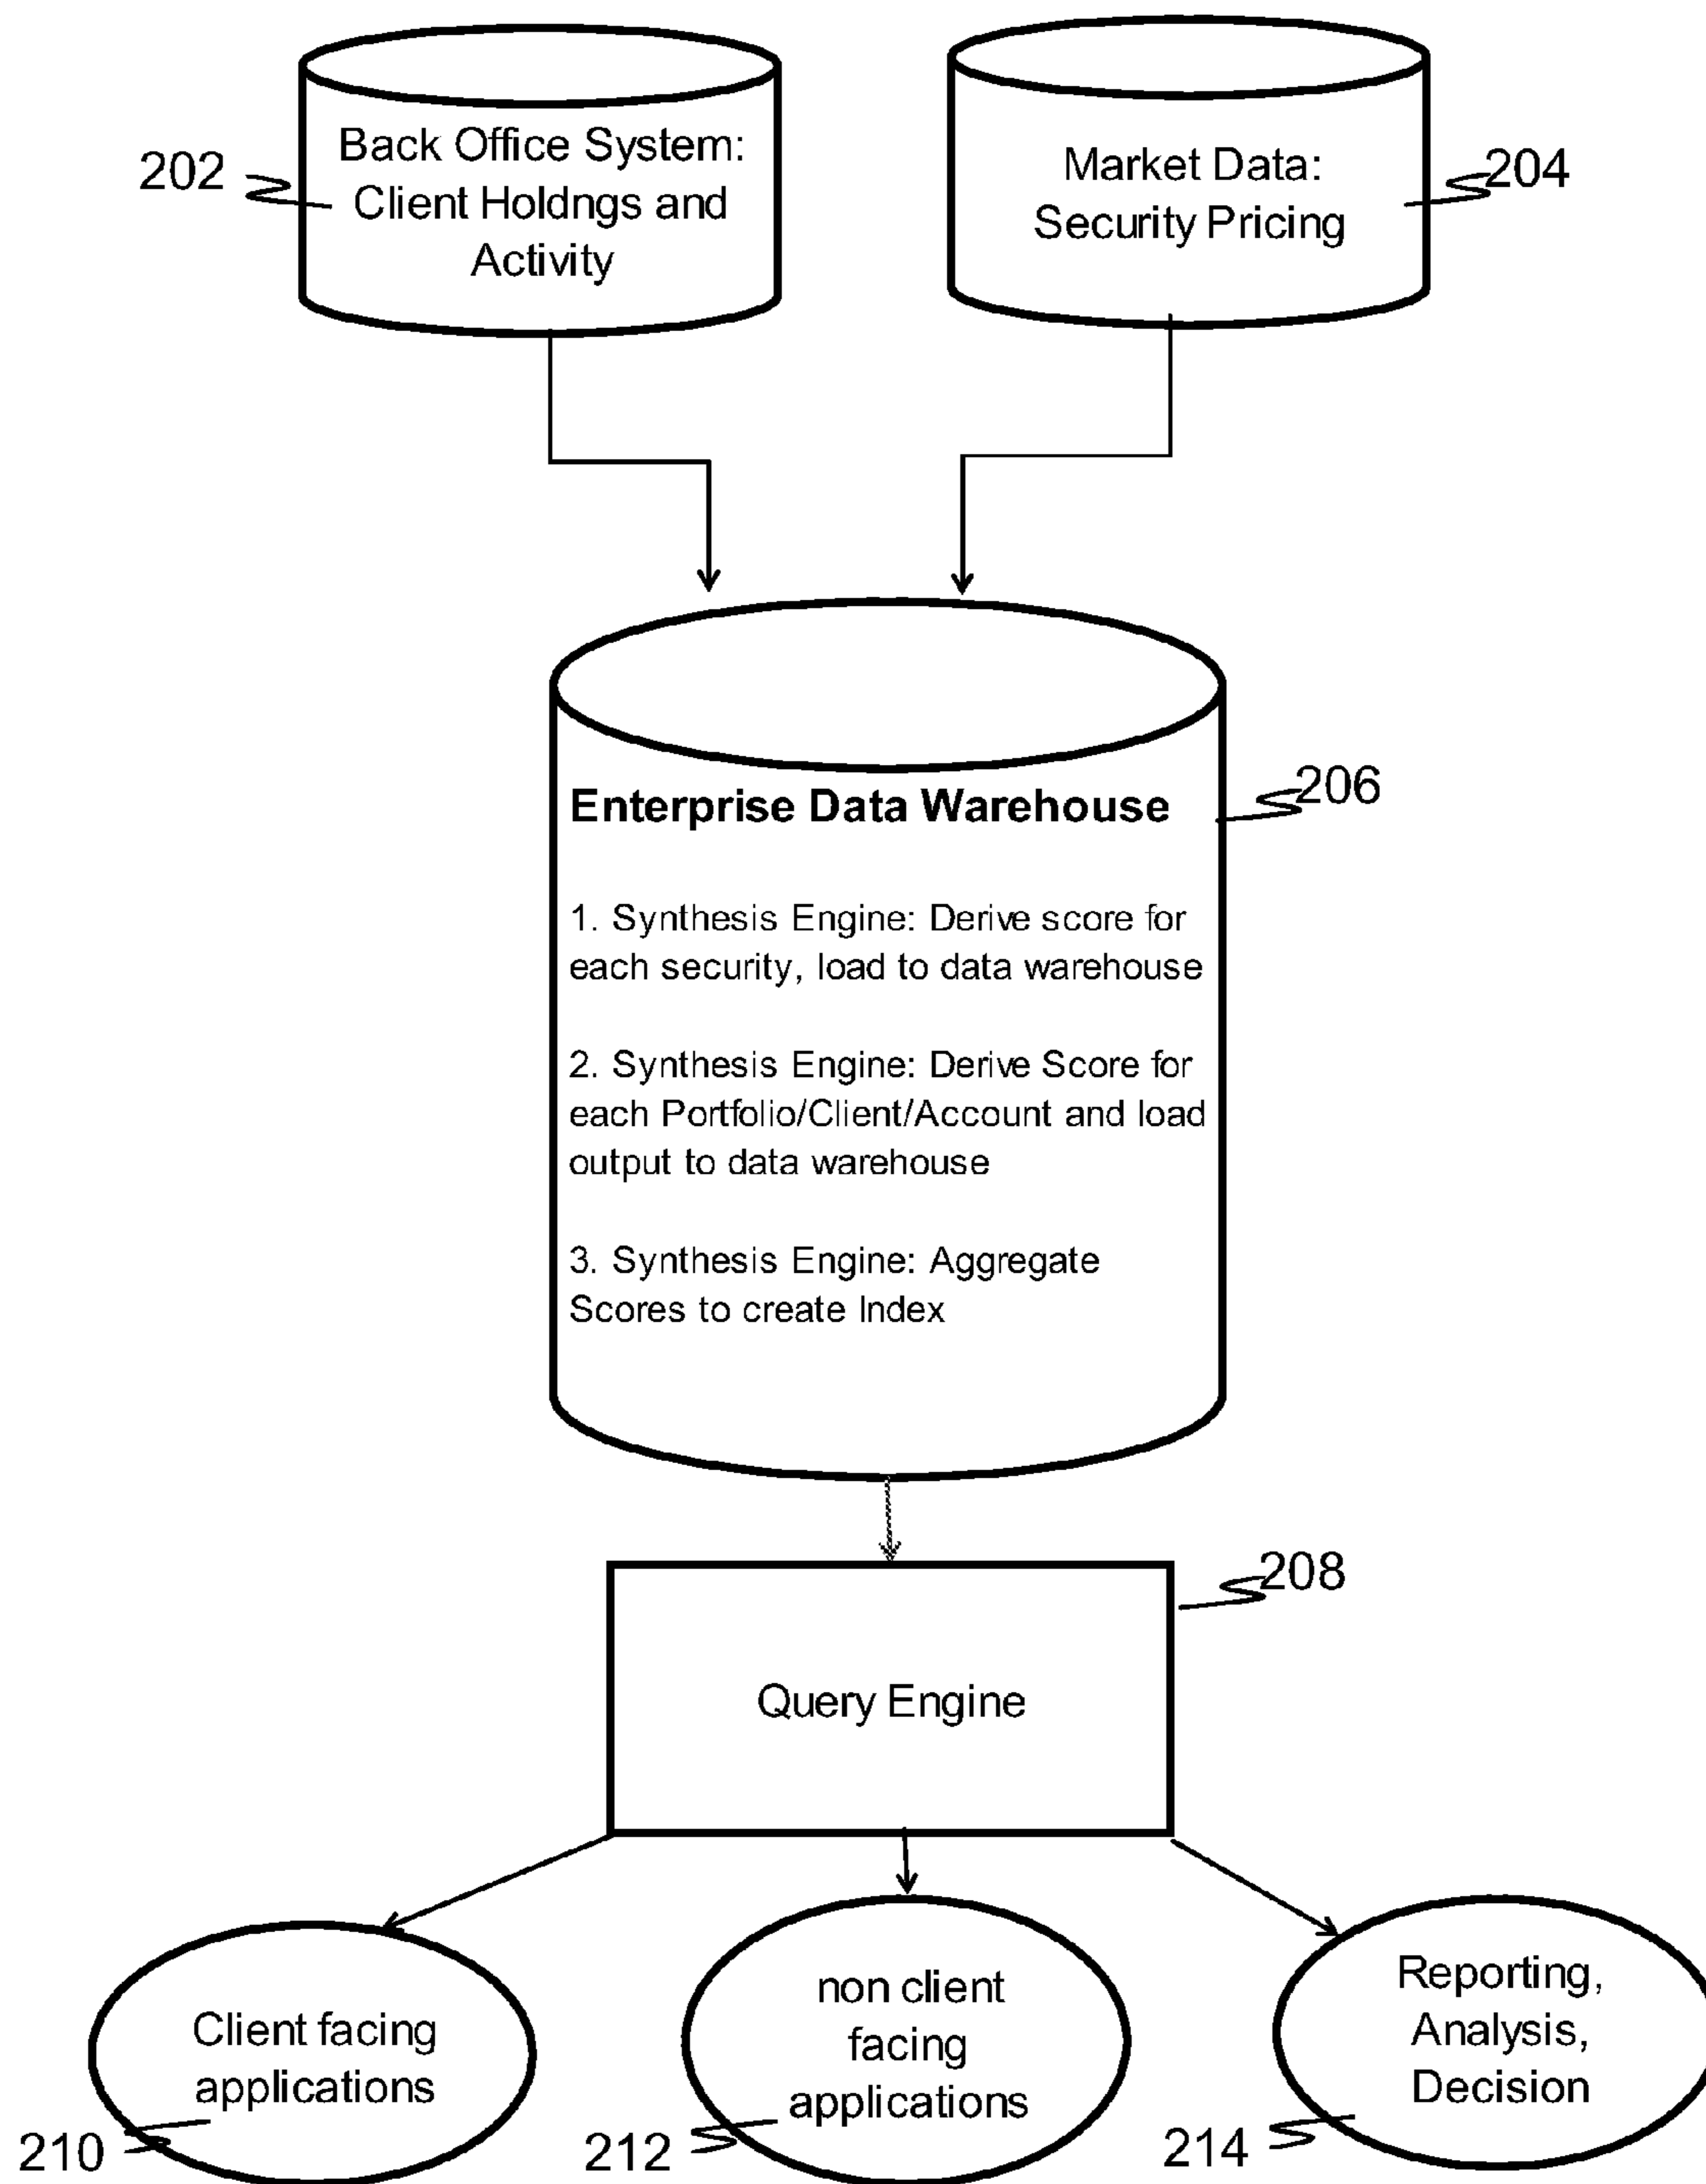 Back Office System:
Client Holdngs and
Activity
202
Market Data:
Security Pricing
204
Enterprise Data Warehouse
206
1. Synthesis Engine: Derive score for
each security, load to data warehouse
2. Synthesis Engine: Derive Score for
each Portfolio/Client/Account and load
output to data warehouse
3. Synthesis Engine: Aggregate
Scores to create Index
208
Query Engine
Client facing
applications
210
non client
facing
applications
212
Reporting,
Analysis,
Decision
214